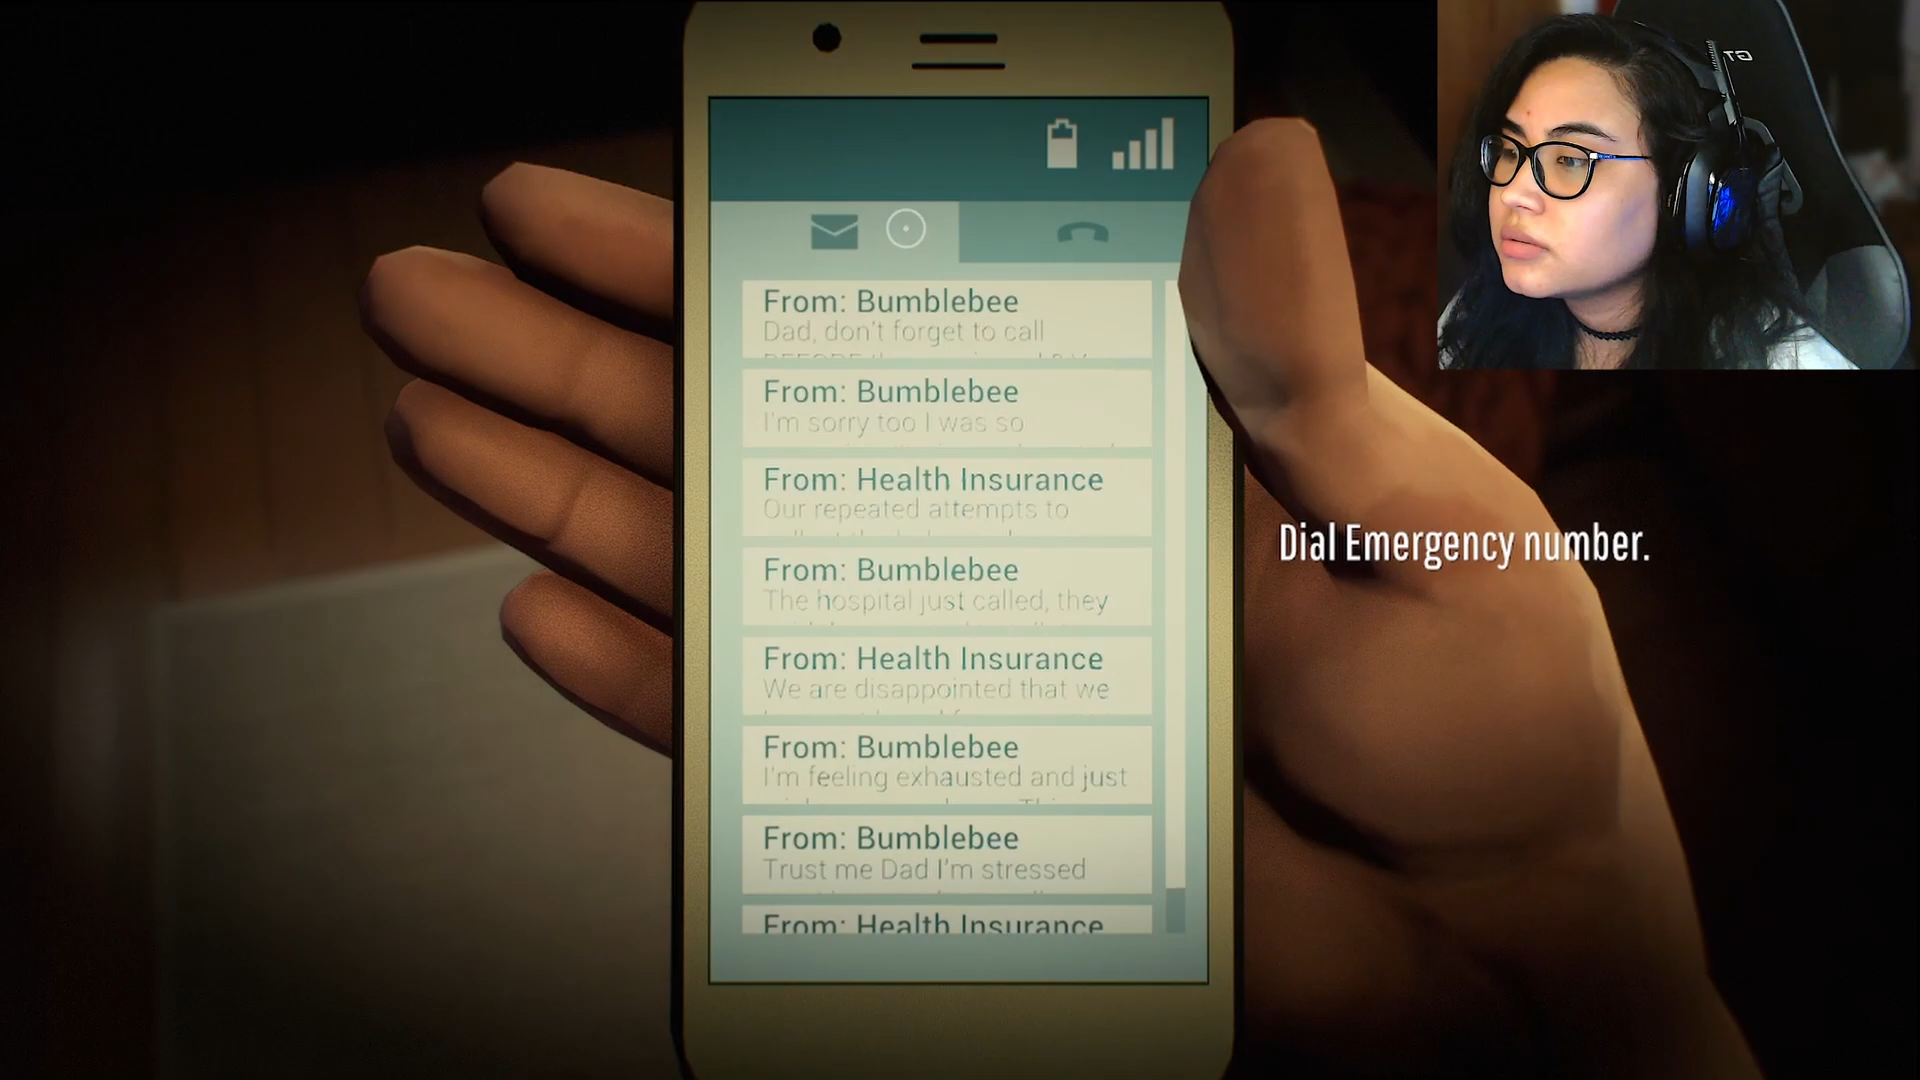 From: Bumblebee
Dad, don't forget to call
From: Bumblebee
I'm sorry too I was so
From: Health Insurance
Our repeated attempts to
From: Bumblebee
The hospital just called, they
From: Health Insurance
We are disappointed that we
From: Bumblebee
I'm feeling exhausted and just
From: Bumblebee
Trust me Dad I'm stressed
From: Health Insurance
Dial Emergency number.